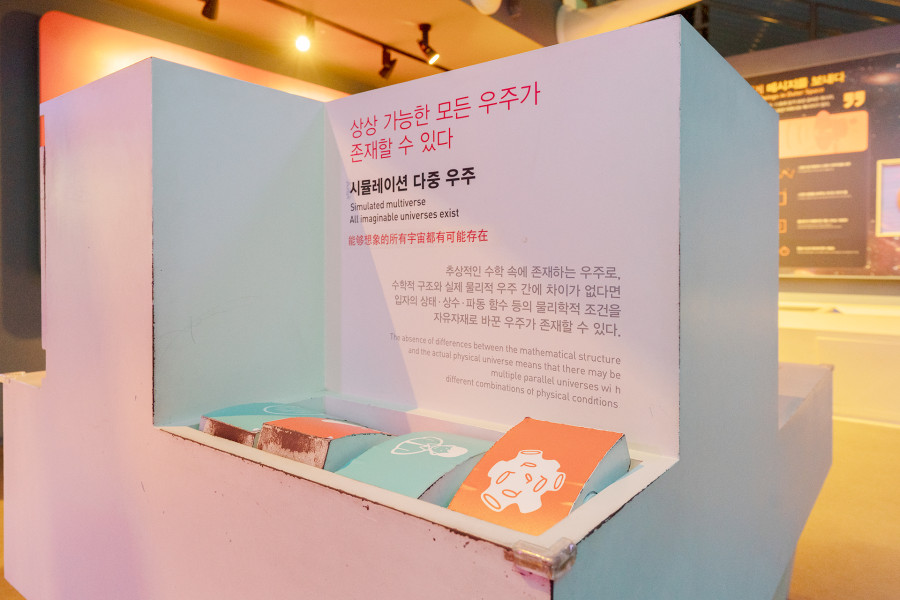 상상 가능한 모든 우주가
존재할 수 있다
시뮬레이션 다중 우주
Simulated multiverse
All imaginable universes exist
能够想象的所有宇宙都有可能存在
추상적인 수학 속에 존재하는 우주로,
수학적 구조와 실제 물리적 우주 간에 차이가 없다면
입자의 상태·상수·파동 함수 등의 물리학적 조건을
자유자재로 바꾼 우주가 존재할 수 있다.
The absence of differences between the mathematical structure
and the actual physical universe means that there may be
multiple parallel universes wi h
different combinations of physical conditions
메시지를 보내다